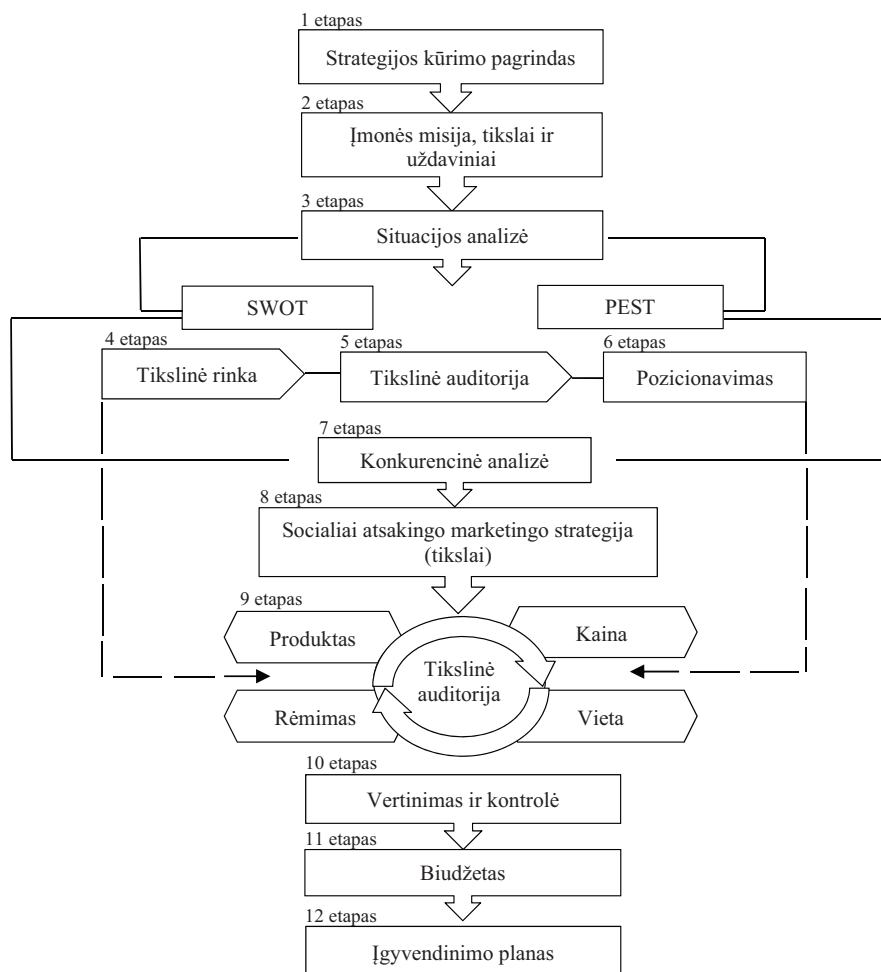 1 etapas
Strategijos kūrimo pagrindas
2 etapas
Įmonės misija, tikslai ir
uždaviniai
3 etapas
Situacijos analizė
SWOT
PEST
4 etapas
Tikslinė rinka
5 etapas
Tikslinė auditorija
6 etapas
Pozicionavimas
7 etapas
Konkurencinė analizė
8 etapas
Socialiai atsakingo marketingo strategija
(tikslai)
9 etapas
Produktas
Kaina
Tikslinė
auditorija
Rėmimas
Vieta
10 etapas
Vertinimas ir kontrolė
11 etapas
Biudžetas
12 etapas
Įgyvendinimo planas